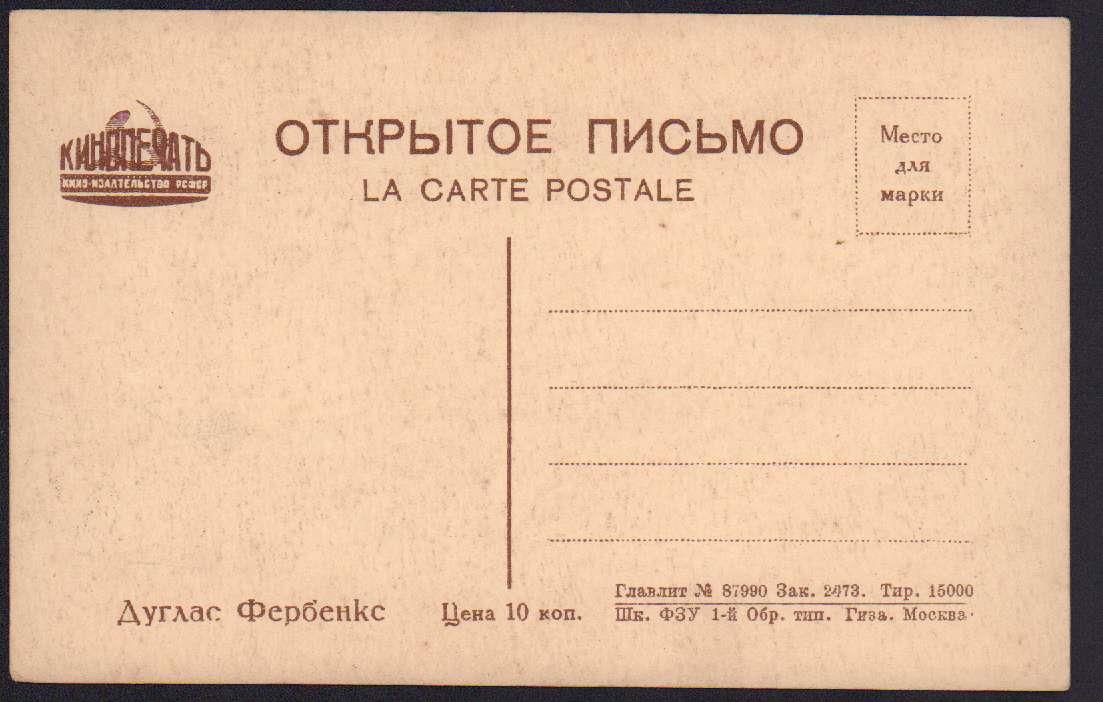 КИНОПЕЧАТЬ
КИНО-ИЗДАТЕЛЬСТВО РСФСР
ОТКРЫТОЕ ПИСЬМО
LA CARTE POSTALE
Место
для
марки
Дуглас Фербенкс
Цена 10 коп.
Главлит № 87990 Зак. 2473. Тир. 15000
Шк. ФЗУ 1-й Обр. тип. Гиза. Москва